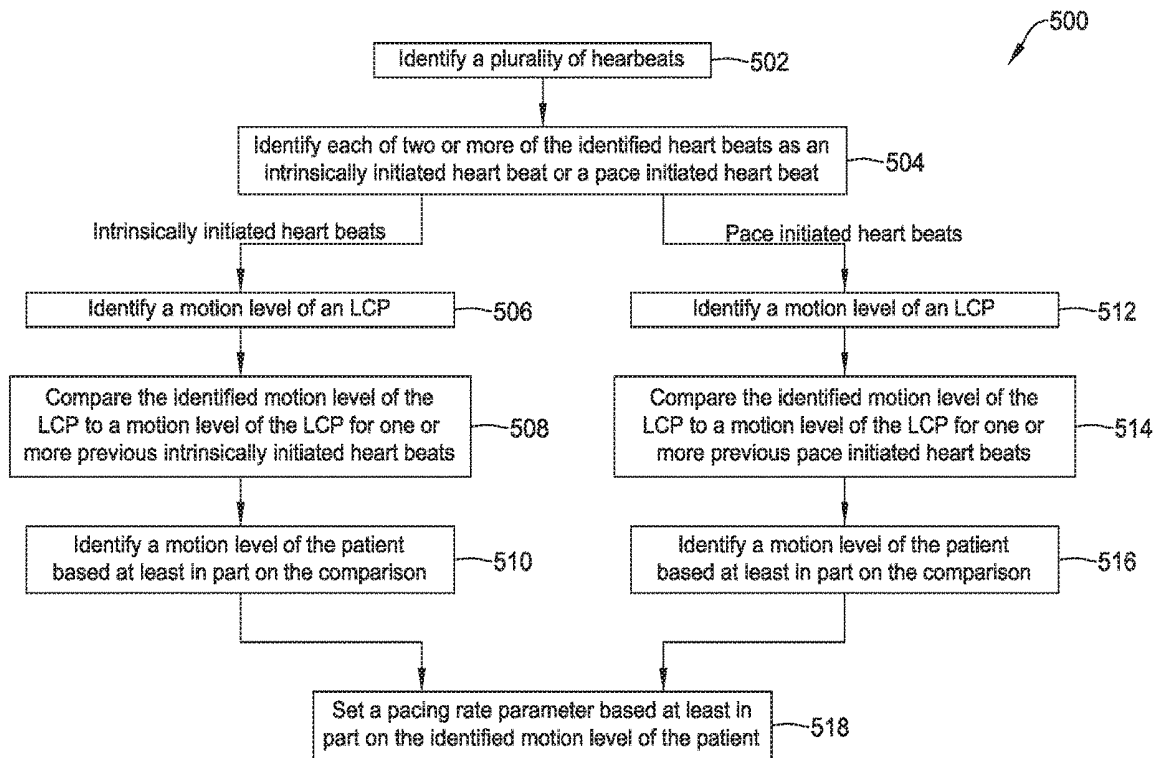 500
Identify a plurality of hearbeats
502
Identify each of two or more of the identified heart beats as an
intrinsically initiated heart beat or a pace initiated heart beat
504
Intrinsically initiated heart beats
Pace initiated heart beats
Identify a motion level of an LCP
506
Identify a motion level of an LCP
512
Compare the identified motion level of the
LCP to a motion level of the LCP for one or
more previous intrinsically initiated heart beats
508
Compare the identified motion level of the
LCP to a motion level of the LCP for one or
more previous pace initiated heart beats
514
Identify a motion level of the patient
based at least in part on the comparison
510
Identify a motion level of the patient
based at least in part on the comparison
516
Set a pacing rate parameter based at least in
part on the identified motion level of the patient
518